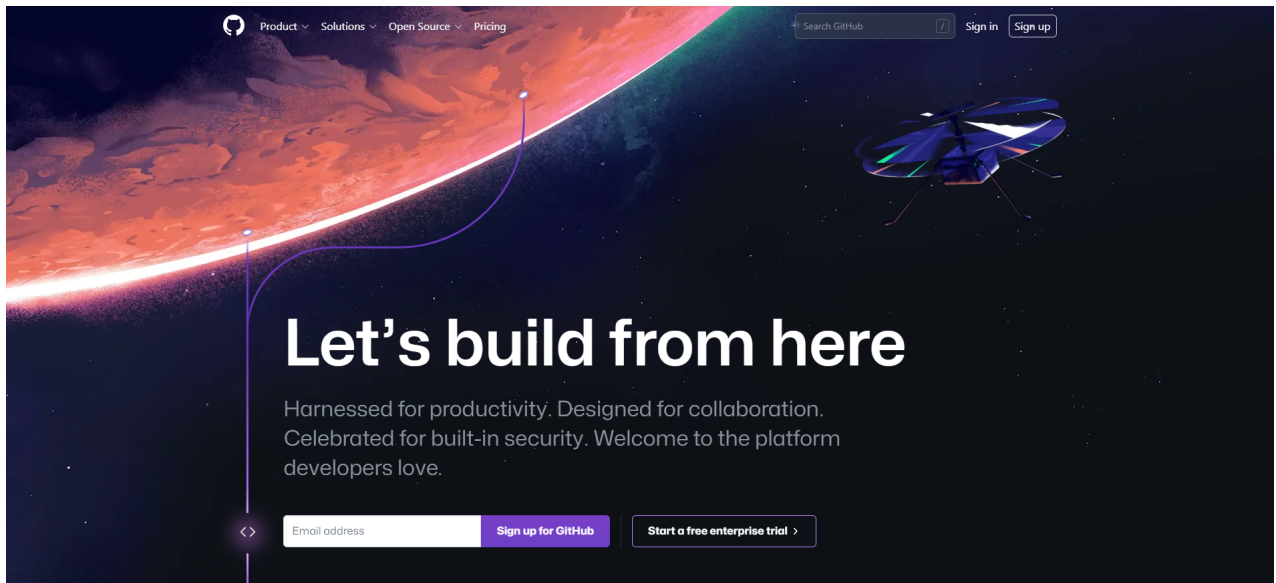 Product Solutions Open Source Pricing Search GitHub / Sign in Sign up
Let's build from here
Harnessed for productivity. Designed for collaboration.
Celebrated for built-in security. Welcome to the platform
developers love.
Email address Sign up for GitHub Start a free enterprise trial